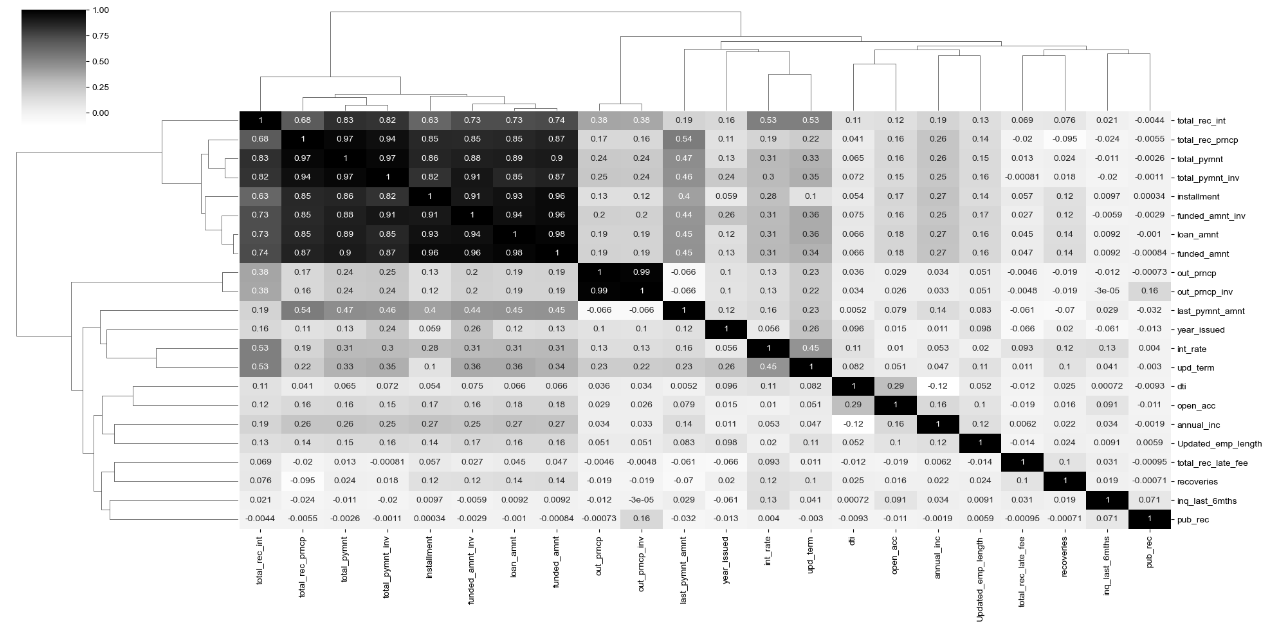 1.00
0.75
0.50
0.25
0.00
1 0.68 0.83 0.82 0.63 0.73 0.73 0.74 0.38 0.38 0.19 0.16 0.53 0.53 0.11 0.12 0.19 0.13 0.069 0.076 0.021 -0.0044 total_rec_int
0.68 1 0.97 0.94 0.85 0.85 0.85 0.87 0.17 0.16 0.54 0.11 0.19 0.22 0.041 0.16 0.26 0.14 -0.02 -0.095 -0.024 -0.0055 total_rec_prncp
0.83 0.97 1 0.97 0.86 0.88 0.89 0.9 0.24 0.24 0.47 0.13 0.31 0.33 0.065 0.16 0.26 0.15 0.013 0.024 -0.011 -0.0026 total_pymnt
0.82 0.94 0.97 1 0.82 0.91 0.85 0.87 0.25 0.24 0.46 0.24 0.3 0.35 0.072 0.15 0.25 0.16 -0.00081 0.018 -0.02 -0.0011 total_pymnt_inv
0.63 0.85 0.86 0.82 1 0.91 0.93 0.96 0.13 0.12 0.4 0.059 0.28 0.1 0.054 0.17 0.27 0.14 0.057 0.12 0.0097 0.00034 installment
0.73 0.85 0.88 0.91 0.91 1 0.94 0.96 0.2 0.2 0.44 0.26 0.31 0.36 0.075 0.16 0.25 0.17 0.027 0.12 -0.0059 -0.0029 funded_amnt_inv
0.73 0.85 0.89 0.85 0.93 0.94 1 0.98 0.19 0.19 0.45 0.12 0.31 0.36 0.066 0.18 0.27 0.16 0.045 0.14 0.0092 -0.001 loan_amnt
0.74 0.87 0.9 0.87 0.96 0.96 0.98 1 0.19 0.19 0.45 0.13 0.31 0.34 0.066 0.18 0.27 0.16 0.047 0.14 0.0092 -0.00084 funded_amnt
0.38 0.17 0.24 0.25 0.13 0.2 0.19 0.19 1 0.99 -0.066 0.1 0.13 0.23 0.036 0.029 0.034 0.051 -0.0046 -0.019 -0.012 -0.00073 out_prncp
0.38 0.16 0.24 0.24 0.12 0.2 0.19 0.19 0.99 1 -0.066 0.1 0.13 0.22 0.034 0.026 0.033 0.051 -0.0048 -0.019 -3e-05 0.16 out_prncp_inv
0.19 0.54 0.47 0.46 0.4 0.44 0.45 0.45 -0.066 -0.066 1 0.12 0.16 0.23 0.0052 0.079 0.14 0.083 -0.061 -0.07 0.029 -0.032 last_pymnt_amnt
0.16 0.11 0.13 0.24 0.059 0.26 0.12 0.13 0.1 0.1 0.12 1 0.056 0.26 0.096 0.015 0.011 0.098 -0.066 0.02 -0.061 -0.013 year_issued
0.53 0.19 0.31 0.3 0.28 0.31 0.31 0.31 0.13 0.13 0.16 0.056 1 0.45 0.11 0.01 0.053 0.02 0.093 0.12 0.13 0.004 int_rate
0.53 0.22 0.33 0.35 0.1 0.36 0.36 0.34 0.23 0.22 0.23 0.26 0.45 1 0.082 0.051 0.047 0.11 0.011 0.1 0.041 -0.003 upd_term
0.11 0.041 0.065 0.072 0.054 0.075 0.066 0.066 0.036 0.034 0.0052 0.096 0.11 0.082 1 0.29 -0.12 0.052 -0.012 0.025 0.00072 -0.0093 dti
0.12 0.16 0.16 0.15 0.17 0.16 0.18 0.18 0.029 0.026 0.079 0.015 0.01 0.051 0.29 1 0.16 0.1 -0.019 0.016 0.091 -0.011 open_acc
0.19 0.26 0.26 0.25 0.27 0.25 0.27 0.27 0.034 0.033 0.14 0.011 0.053 0.047 -0.12 0.16 1 0.12 0.0062 0.022 0.034 -0.0019 annual_inc
0.13 0.14 0.15 0.16 0.14 0.17 0.16 0.16 0.051 0.051 0.083 0.098 0.02 0.11 0.052 0.1 0.12 1 -0.014 0.024 0.0091 0.0059 Updated_emp_length
0.069 -0.02 0.013 -0.00081 0.057 0.027 0.045 0.047 -0.0046 -0.0048 -0.061 -0.066 0.093 0.011 -0.012 -0.019 0.0062 -0.014 1 0.1 0.031 -0.00095 total_rec_late_fee
0.076 -0.095 0.024 0.018 0.12 0.12 0.14 0.14 -0.019 -0.019 -0.07 0.02 0.12 0.1 0.025 0.016 0.022 0.024 0.1 1 0.019 -0.00071 recoveries
0.021 -0.024 -0.011 -0.02 0.0097 -0.0059 0.0092 0.0092 -0.012 -3e-05 0.029 -0.061 0.13 0.041 0.00072 0.091 0.034 0.0091 0.031 0.019 1 0.071 inq_last_6mths
-0.0044 -0.0055 -0.0026 -0.0011 0.00034 -0.0029 -0.001 -0.00084 -0.00073 0.16 -0.032 -0.013 0.004 -0.003 -0.0093 -0.011 -0.0019 0.0059 -0.00095 -0.00071 0.071 1 pub_rec
total_rec_int
total_rec_prncp
total_pymnt
total_pymnt_inv
installment
funded_amnt_inv
loan_amnt
funded_amnt
out_prncp
out_prncp_inv
last_pymnt_amnt
year_issued
int_rate
upd_term
dti
open_acc
annual_inc
Updated_emp_length
total_rec_late_fee
recoveries
inq_last_6mths
pub_rec